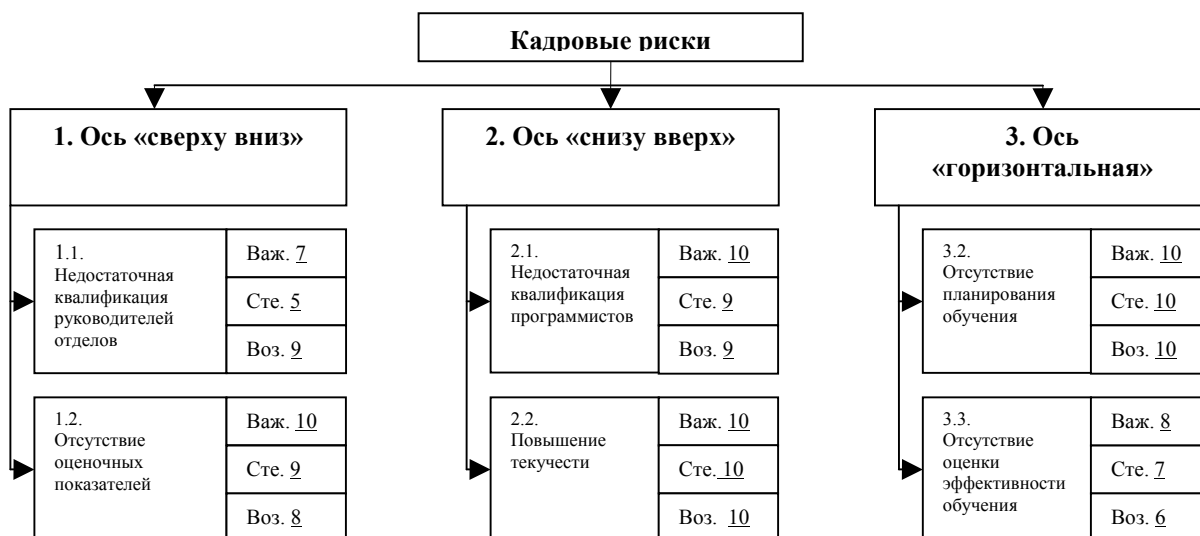 Кадровые риски
1. Ось «сверху вниз»
2. Ось «снизу вверх»
3. Ось
«горизонтальная»
1.1.
Недостаточная
квалификация
руководителей
отделов
Важ. 7
Сте. 5
Воз. 9
2.1.
Недостаточная
квалификация
программистов
Важ. 10
Сте. 9
Воз. 9
3.2.
Отсутствие
планирования
обучения
Важ. 10
Сте. 10
Воз. 10
1.2.
Отсутствие
оценочных
показателей
Важ. 10
Сте. 9
Воз. 8
2.2.
Повышение
текучести
Важ. 10
Сте. 10
Воз. 10
3.3.
Отсутствие
оценки
эффективности
обучения
Важ. 8
Сте. 7
Воз. 6